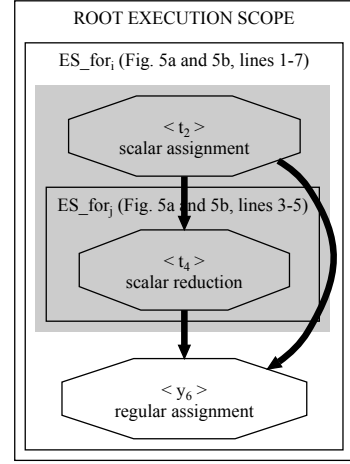 ROOT EXECUTION SCOPE
ES_forᵢ (Fig. 5a and 5b, lines 1-7)
< t₂ >
scalar assignment
ES_forⱼ (Fig. 5a and 5b, lines 3-5)
< t₄ >
scalar reduction
< y₆ >
regular assignment